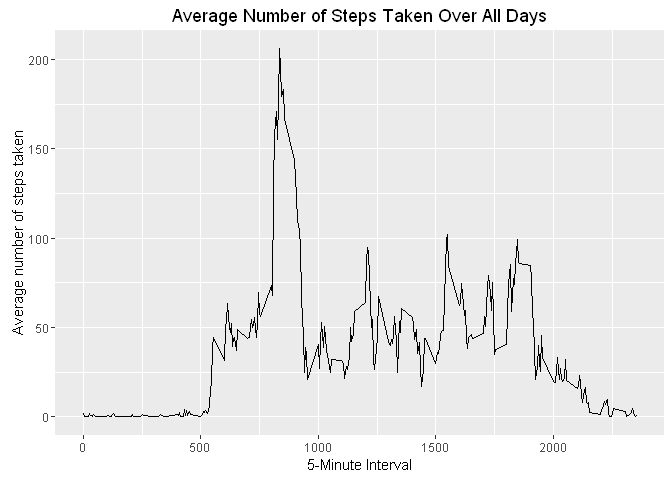 Average Number of Steps Taken Over All Days
Average number of steps taken
200
150
100
50
0
0 500 1000 1500 2000
5-Minute Interval